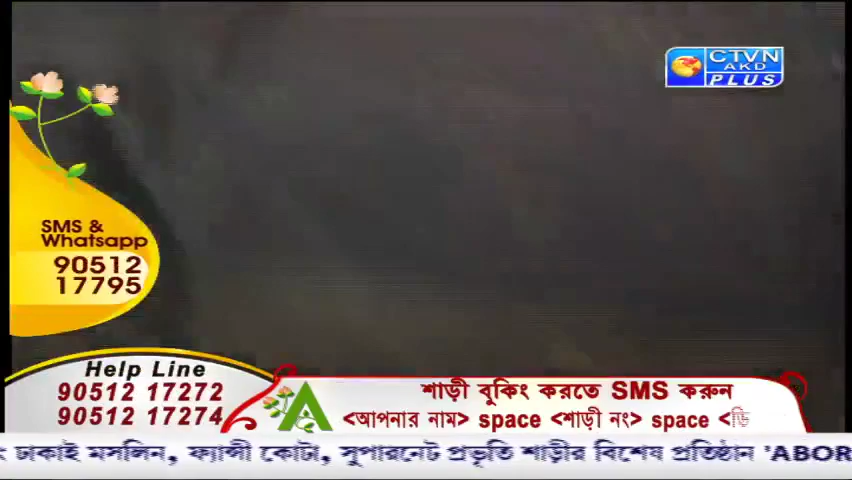 CTVN
AKD
PLUS
SMS &
Whatsapp
90512
17795
Help Line
90512 17272
90512 17274
শাড়ী বুকিং করতে SMS করুন
<আপনার নাম> space <শাড়ী নং> space <ডি
ঢাকাই মসলিন, ফ্যান্সী কোটা, সুপারনেট প্রভৃতি শাড়ীর বিশেষ প্রতিষ্ঠান 'ABOR